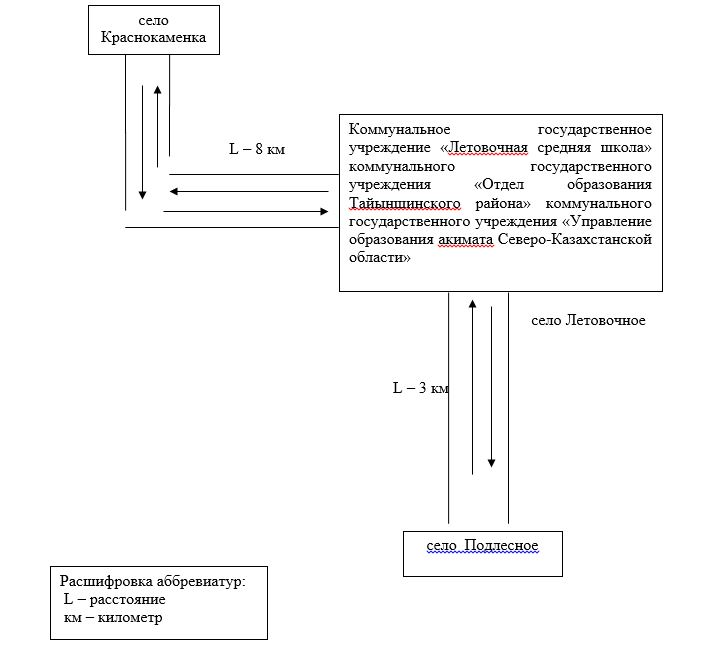 село
Краснокаменка
L – 8 км
Коммунальное государственное
учреждение «Летовочная средняя школа»
коммунального государственного
учреждения «Отдел образования
Тайыншинского района» коммунального
государственного учреждения «Управление
образования акимата Северо-Казахстанской
области»
село Летовочное
L – 3 км
село Подлесное
Расшифровка аббревиатур:
L – расстояние
км – километр